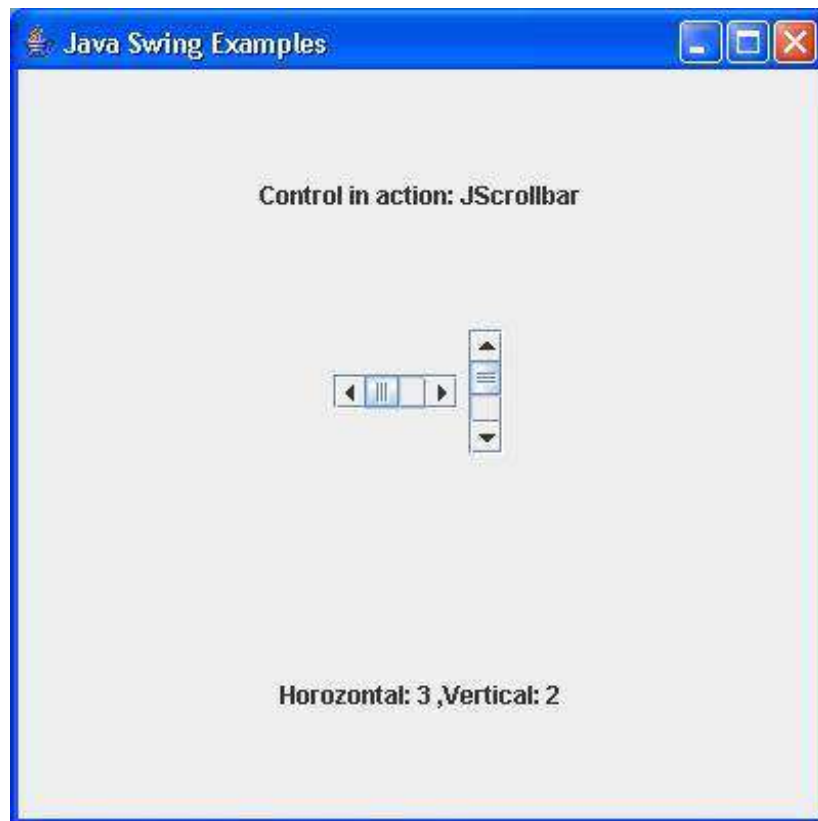 Java Swing Examples
Control in action: JScrollbar
Horozontal: 3 ,Vertical: 2